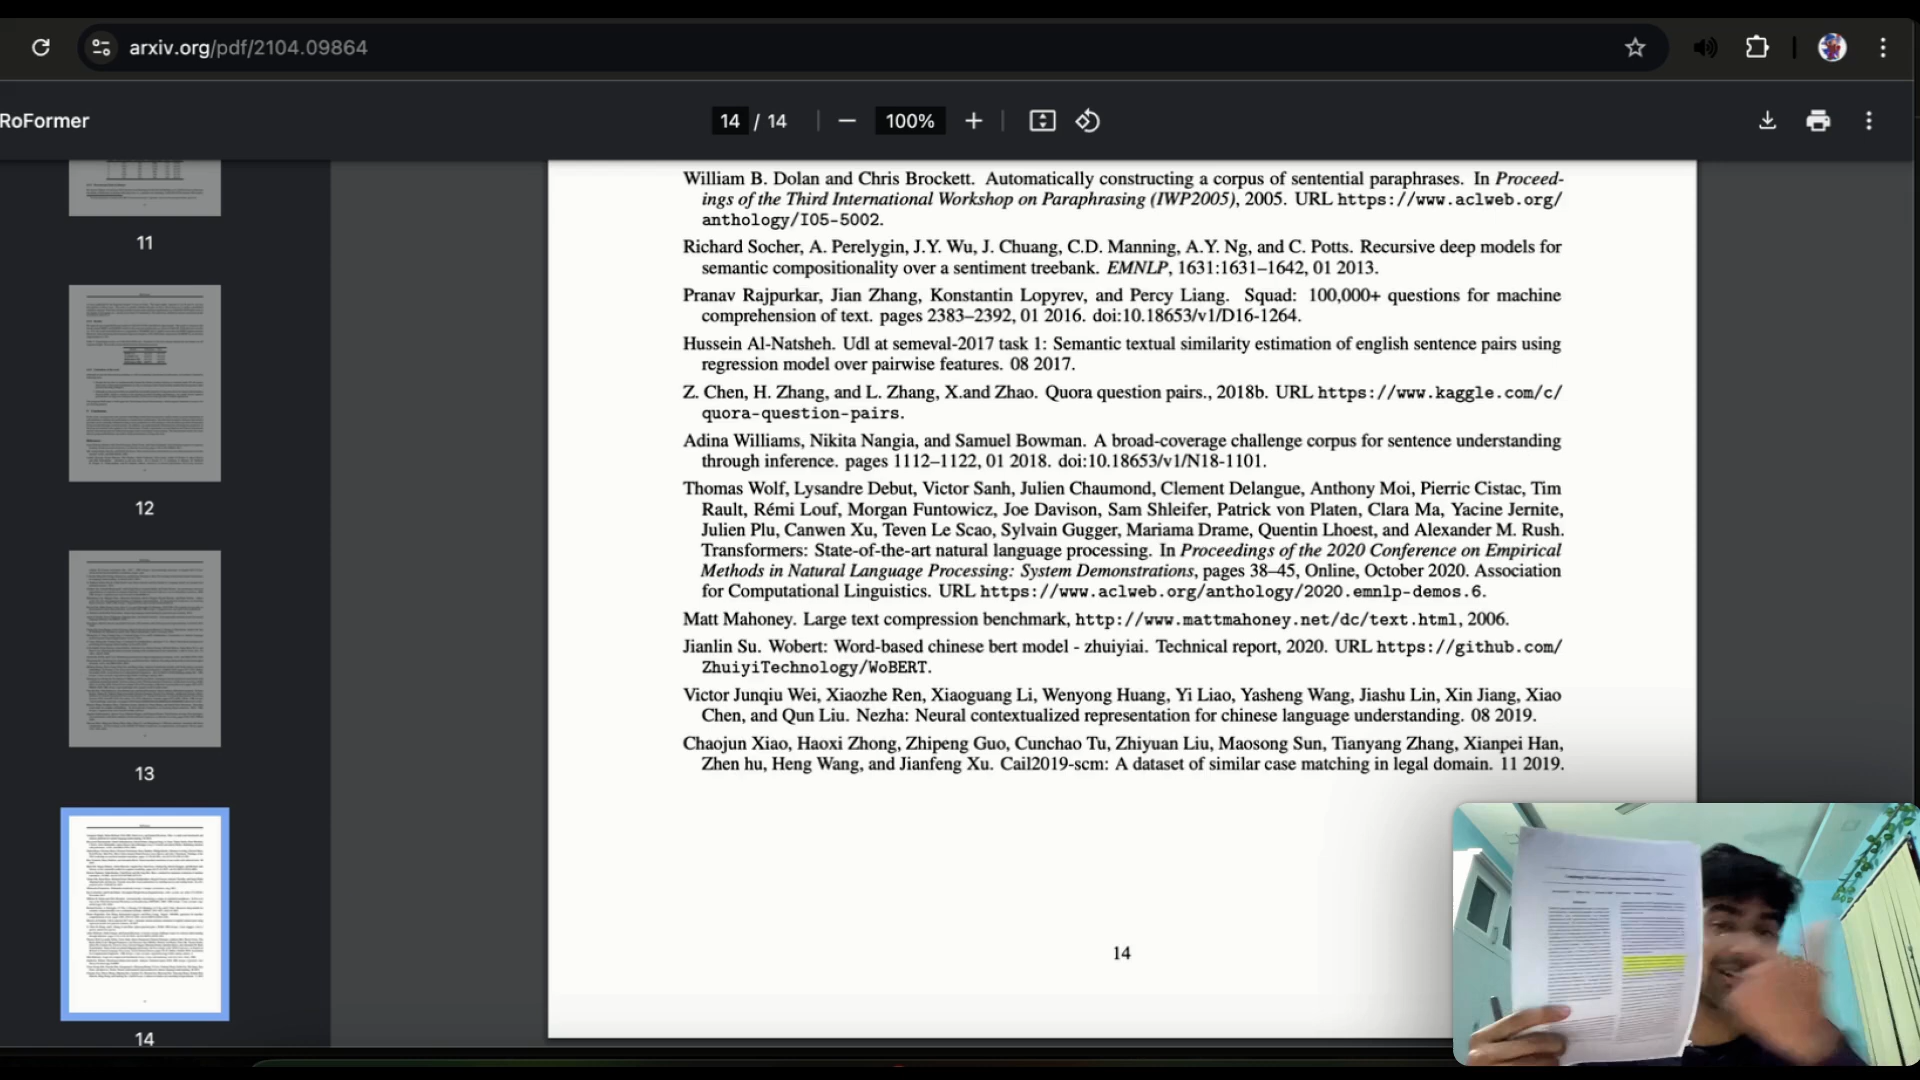 arxiv.org/pdf/2104.09864
RoFormer
14 / 14
100%
11
12
13
14
William B. Dolan and Chris Brockett. Automatically constructing a corpus of sentential paraphrases. In Proceed-
ings of the Third International Workshop on Paraphrasing (IWP2005), 2005. URL https://www.aclweb.org/
anthology/I05-5002.
Richard Socher, A. Perelygin, J.Y. Wu, J. Chuang, C.D. Manning, A.Y. Ng, and C. Potts. Recursive deep models for
semantic compositionality over a sentiment treebank. EMNLP, 1631:1631–1642, 01 2013.
Pranav Rajpurkar, Jian Zhang, Konstantin Lopyrev, and Percy Liang. Squad: 100,000+ questions for machine
comprehension of text. pages 2383–2392, 01 2016. doi:10.18653/v1/D16-1264.
Hussein Al-Natsheh. Udl at semeval-2017 task 1: Semantic textual similarity estimation of english sentence pairs using
regression model over pairwise features. 08 2017.
Z. Chen, H. Zhang, and L. Zhang, X.and Zhao. Quora question pairs., 2018b. URL https://www.kaggle.com/c/
quora-question-pairs.
Adina Williams, Nikita Nangia, and Samuel Bowman. A broad-coverage challenge corpus for sentence understanding
through inference. pages 1112–1122, 01 2018. doi:10.18653/v1/N18-1101.
Thomas Wolf, Lysandre Debut, Victor Sanh, Julien Chaumond, Clement Delangue, Anthony Moi, Pierric Cistac, Tim
Rault, Rémi Louf, Morgan Funtowicz, Joe Davison, Sam Shleifer, Patrick von Platen, Clara Ma, Yacine Jernite,
Julien Plu, Canwen Xu, Teven Le Scao, Sylvain Gugger, Mariama Drame, Quentin Lhoest, and Alexander M. Rush.
Transformers: State-of-the-art natural language processing. In Proceedings of the 2020 Conference on Empirical
Methods in Natural Language Processing: System Demonstrations, pages 38–45, Online, October 2020. Association
for Computational Linguistics. URL https://www.aclweb.org/anthology/2020.emnlp-demos.6.
Matt Mahoney. Large text compression benchmark, http://www.mattmahoney.net/dc/text.html, 2006.
Jianlin Su. Wobert: Word-based chinese bert model - zhuiyiai. Technical report, 2020. URL https://github.com/
ZhuiyiTechnology/WoBERT.
Victor Junqiu Wei, Xiaozhe Ren, Xiaoguang Li, Wenyong Huang, Yi Liao, Yasheng Wang, Jiashu Lin, Xin Jiang, Xiao
Chen, and Qun Liu. Nezha: Neural contextualized representation for chinese language understanding. 08 2019.
Chaojun Xiao, Haoxi Zhong, Zhipeng Guo, Cunchao Tu, Zhiyuan Liu, Maosong Sun, Tianyang Zhang, Xianpei Han,
Zhen hu, Heng Wang, and Jianfeng Xu. Cail2019-scm: A dataset of similar case matching in legal domain. 11 2019.
14